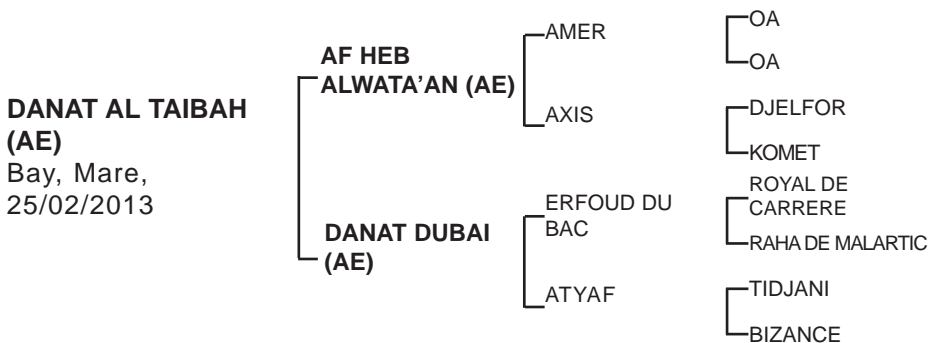 DANAT AL TAIBAH
(AE)
Bay, Mare,
25/02/2013
AF HEB
ALWATA’AN (AE)
DANAT DUBAI
(AE)
AMER
AXIS
ERFOUD DU
BAC
ATYAF
OA
OA
DJELFOR
KOMET
ROYAL DE
CARRERE
RAHA DE MALARTIC
TIDJANI
BIZANCE